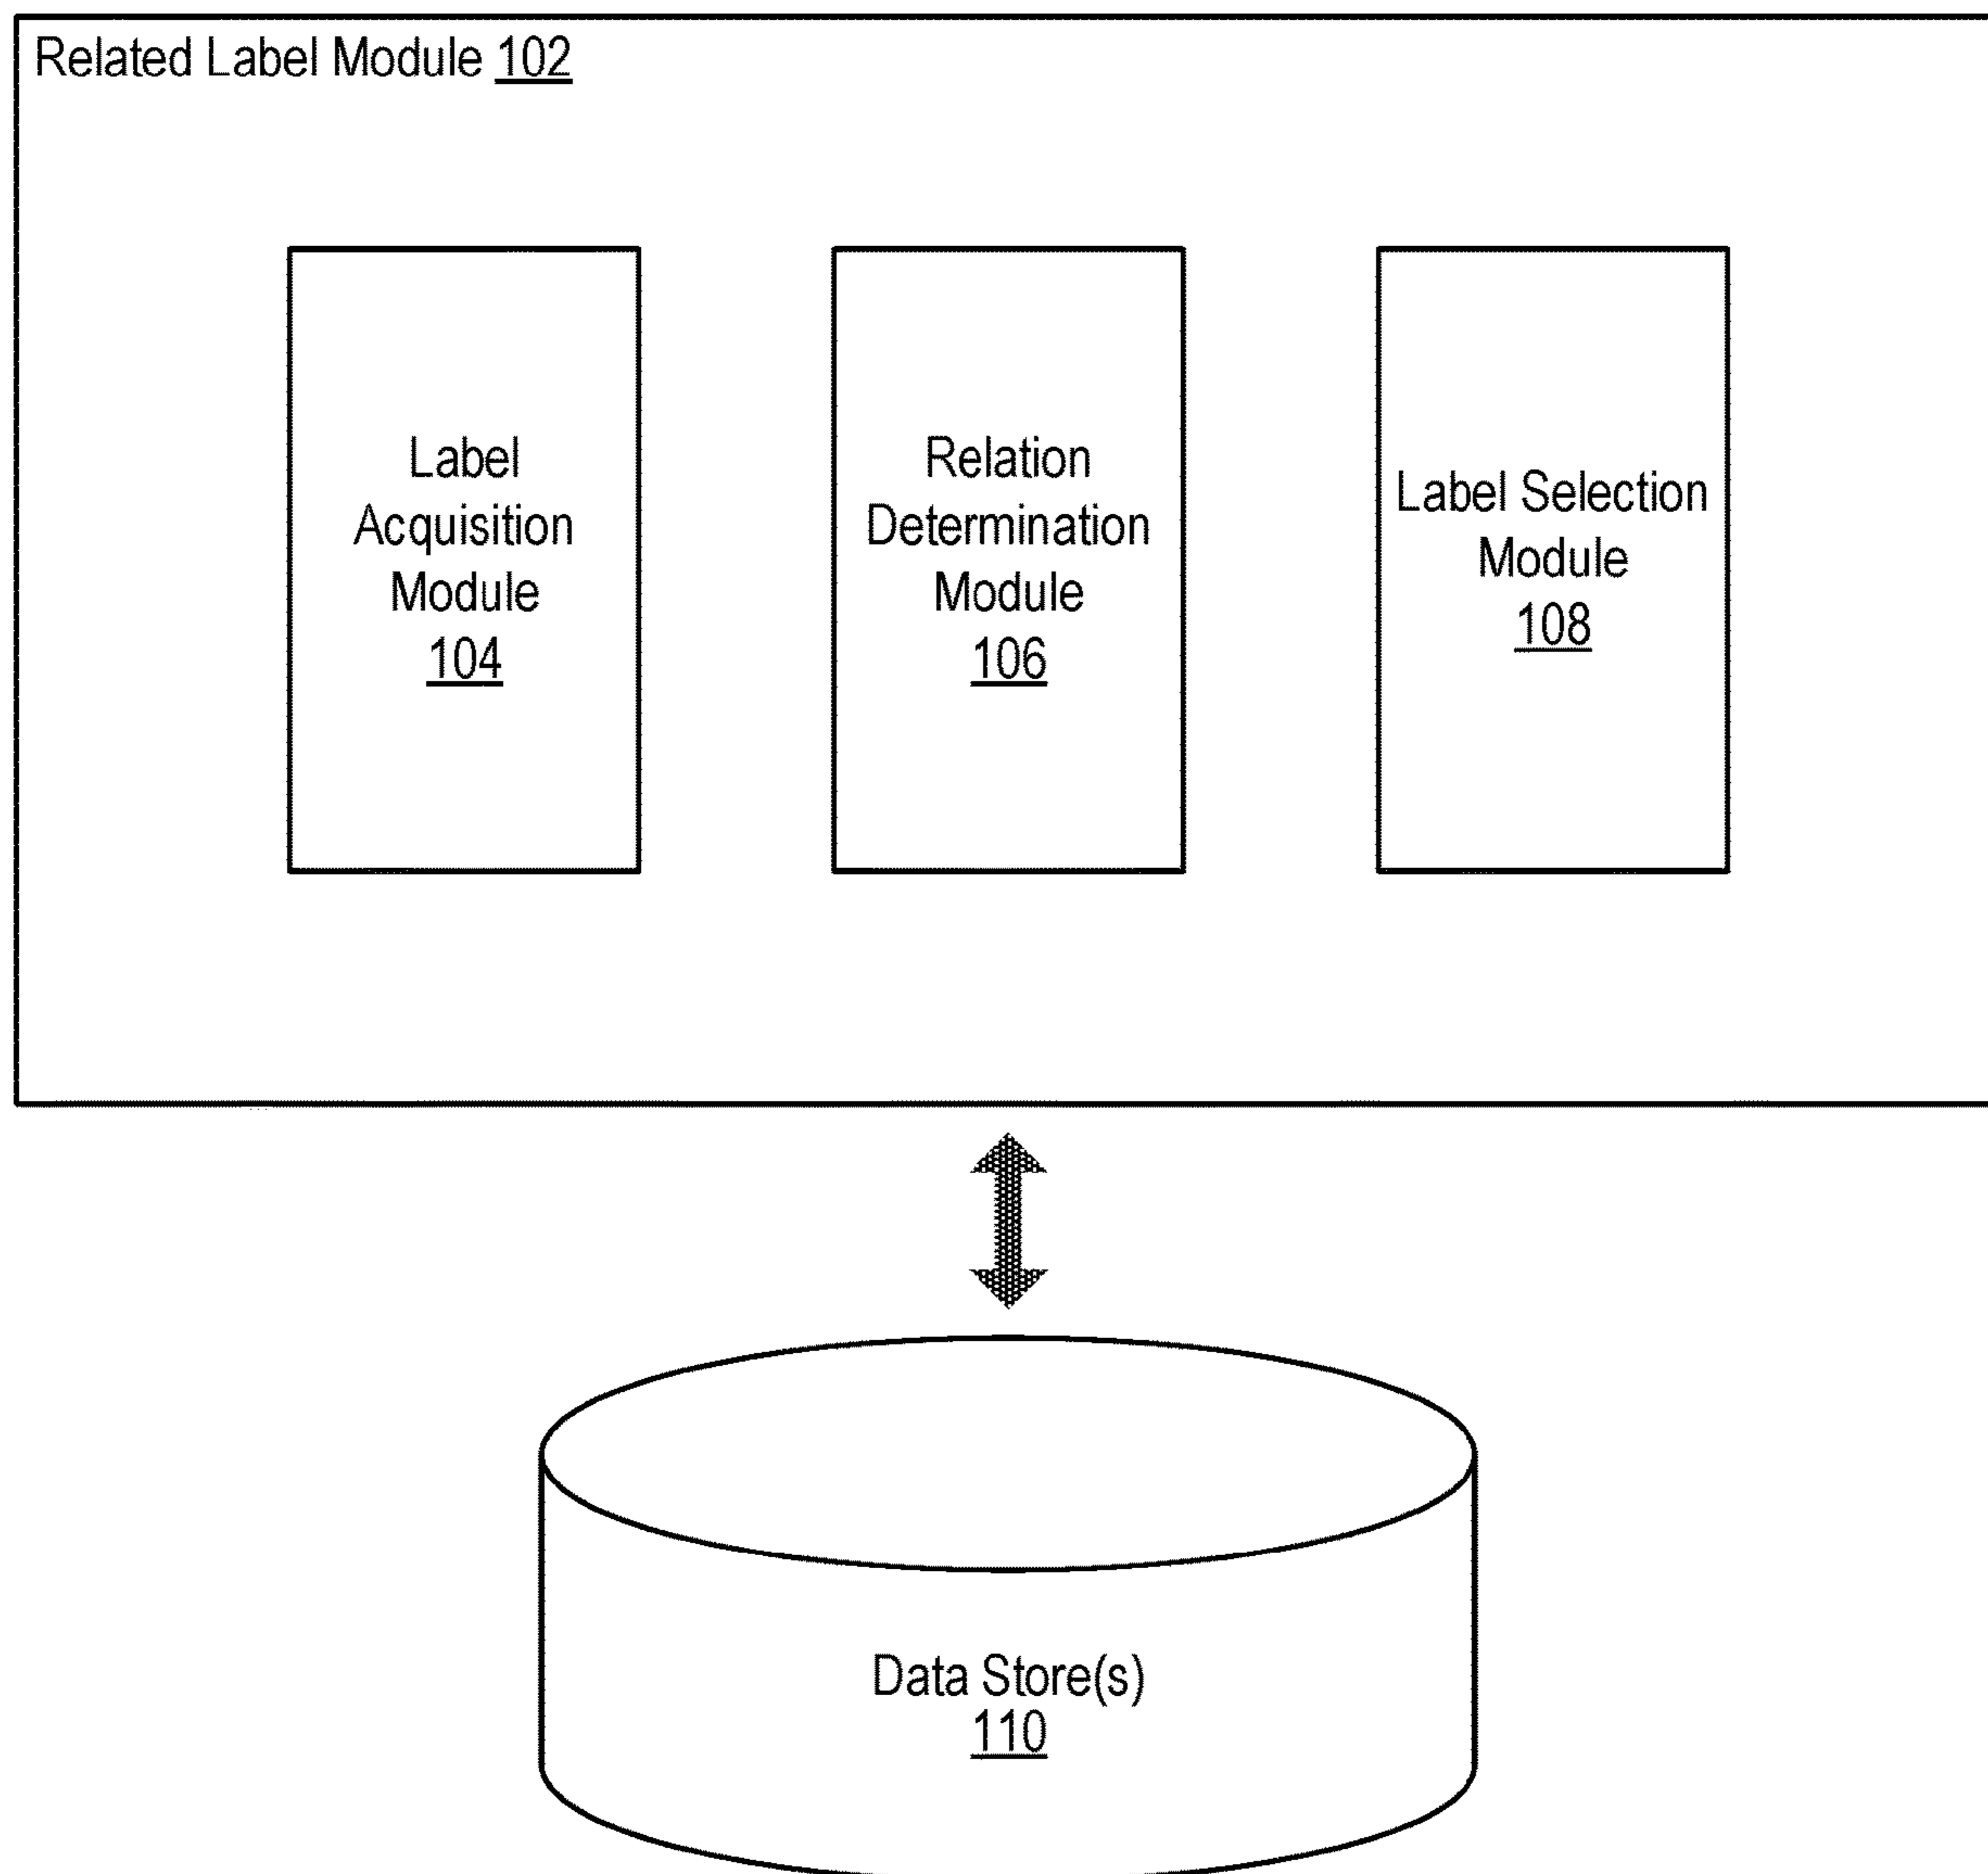 Related Label Module 102
Label
Acquisition
Module
104
Relation
Determination
Module
106
Label Selection
Module
108
Data Store(s)
110